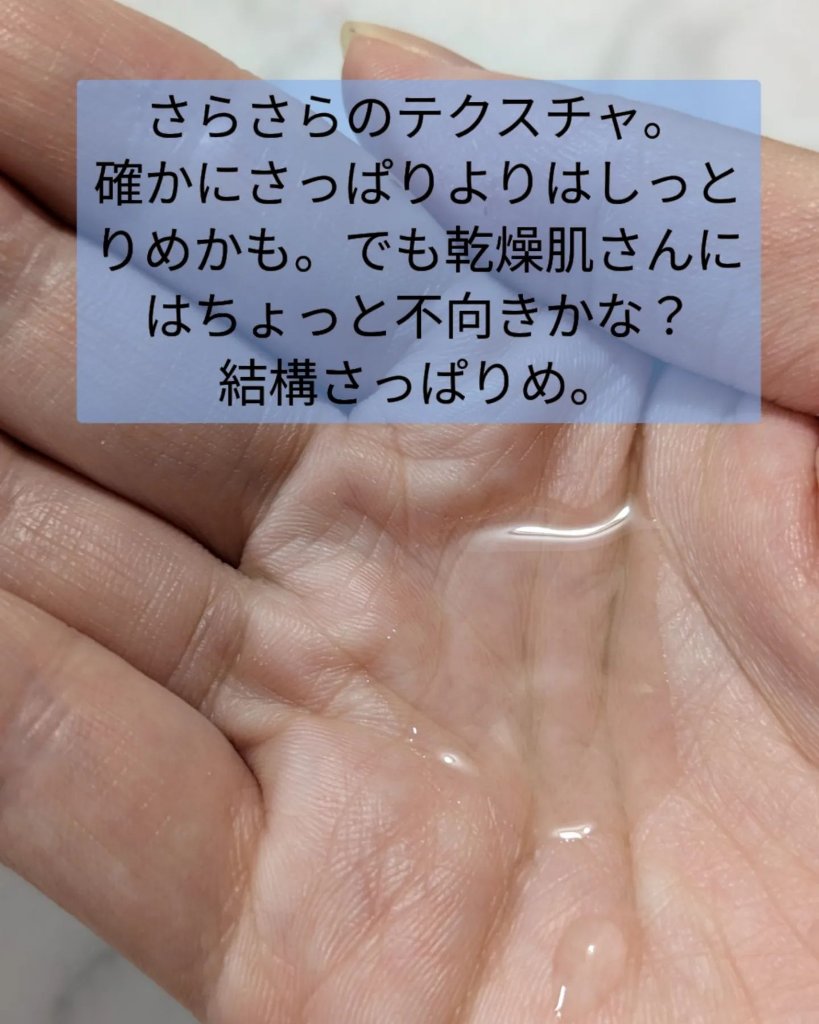 さらさらのテクスチャ。
確かにさっぱりよりはしっと
りめかも。でも乾燥肌さんに
はちょっと不向きかな？
結構さっぱりめ。